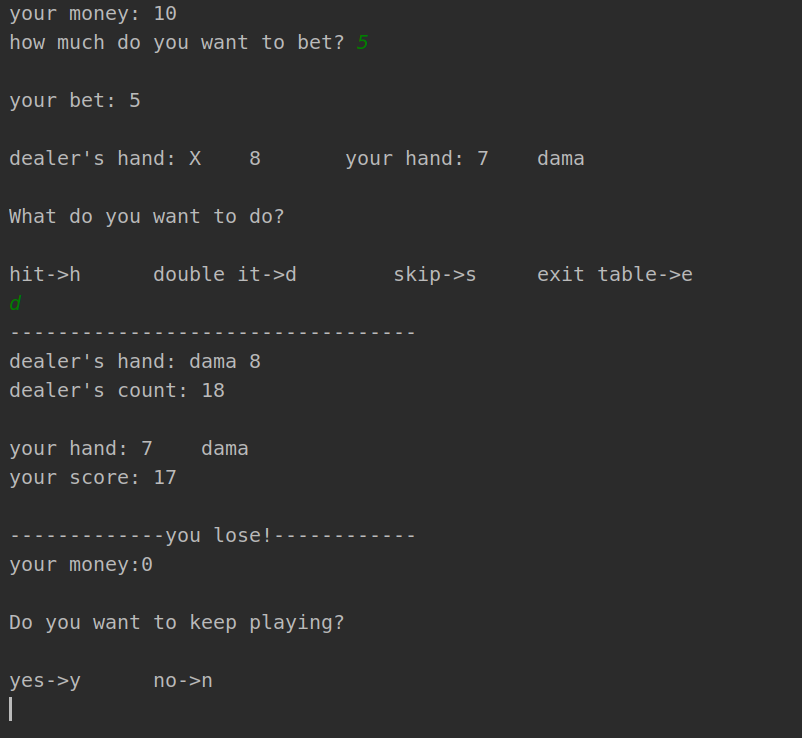 your money: 10
how much do you want to bet? 5
your bet: 5
dealer's hand: X    8       your hand: 7    dama
What do you want to do?
hit->h      double it->d        skip->s     exit table->e
d
----------------------------------
dealer's hand: dama 8
dealer's count: 18
your hand: 7    dama
your score: 17
-------------you lose!------------
your money:0
Do you want to keep playing?
yes->y      no->n